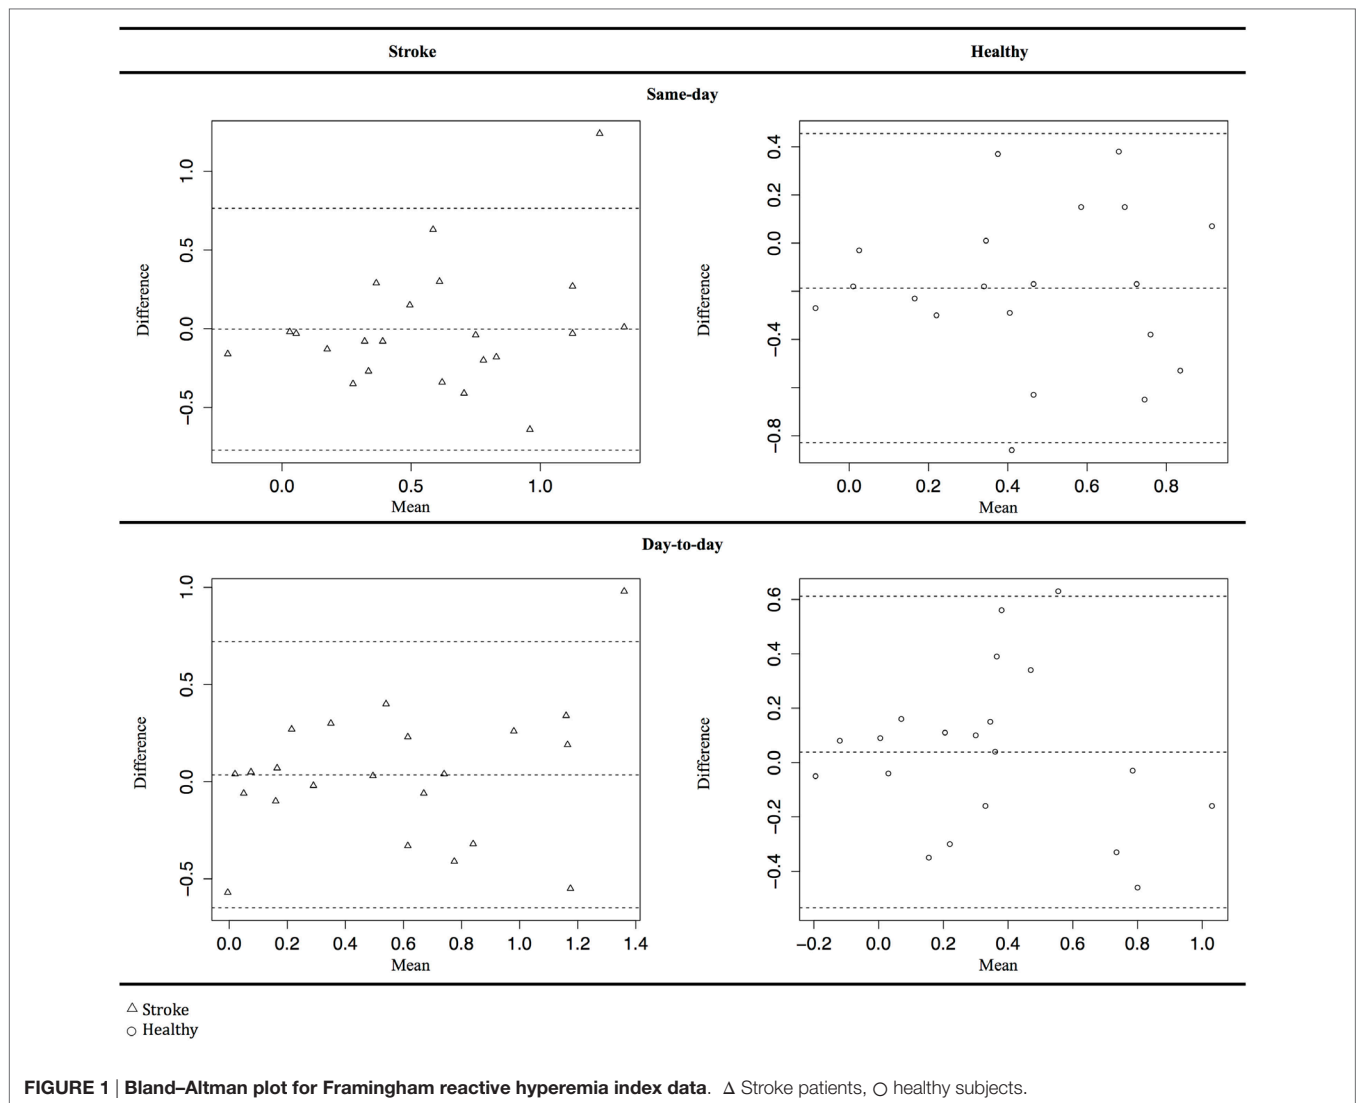 Stroke Healthy
Same-day
1.0
0.5
0.0
−0.5
Difference
0.0 0.5 1.0
Mean
0.4
0.2
0.0
−0.4
−0.8
Difference
0.0 0.2 0.4 0.6 0.8
Mean
Day-to-day
1.0
0.5
0.0
−0.5
Difference
0.0 0.2 0.4 0.6 0.8 1.0 1.2 1.4
Mean
0.6
0.4
0.2
0.0
−0.2
−0.4
Difference
−0.2 0.0 0.2 0.4 0.6 0.8 1.0
Mean
△ Stroke
○ Healthy
FIGURE 1 | Bland–Altman plot for Framingham reactive hyperemia index data. Δ Stroke patients, ○ healthy subjects.